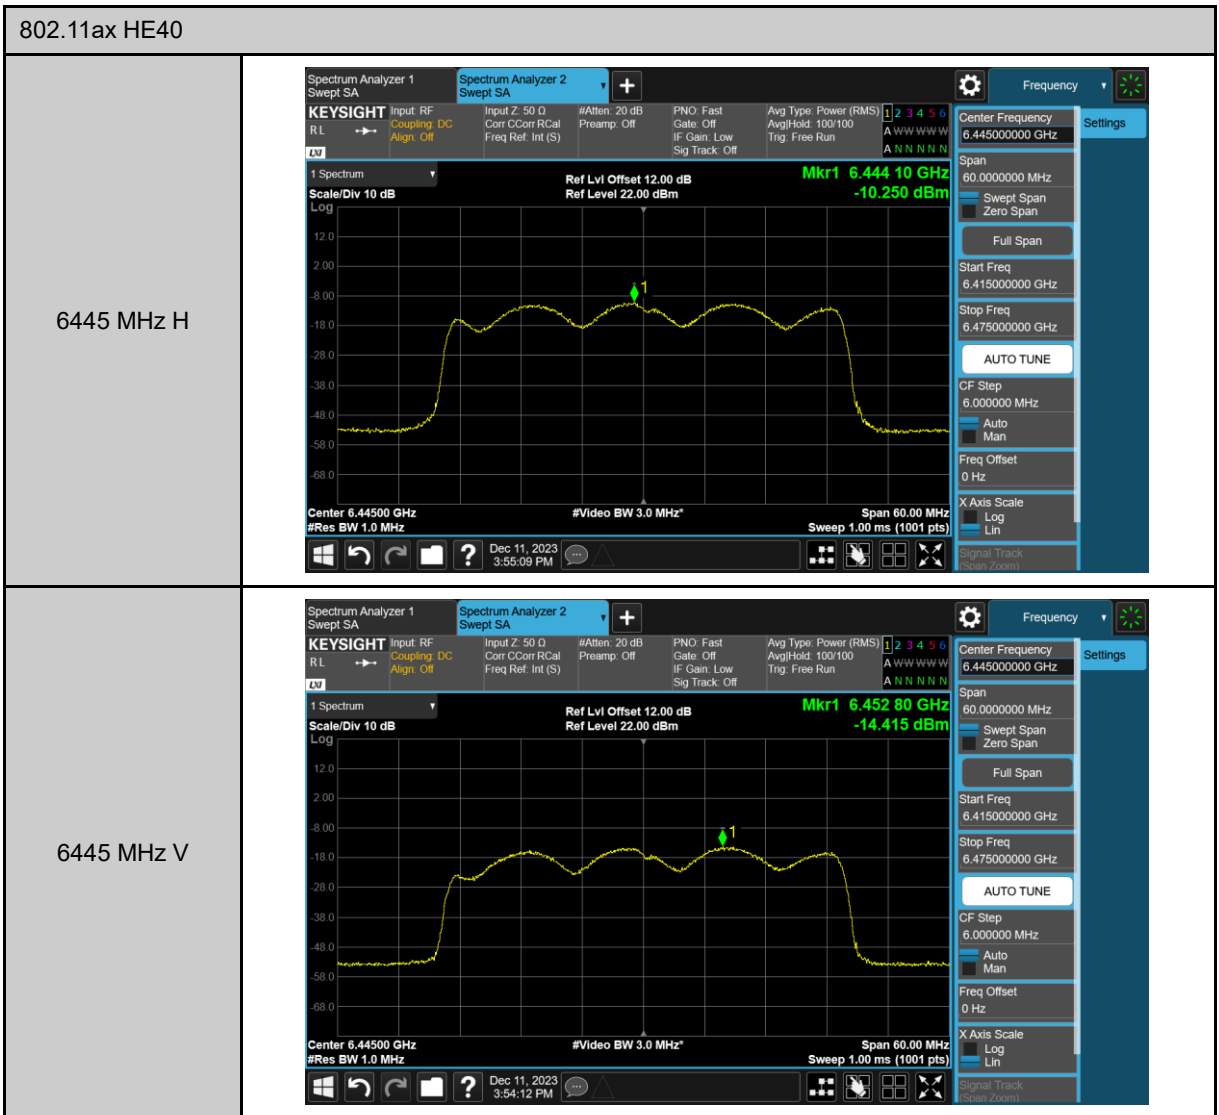 802.11ax HE40
6445 MHz H
Spectrum Analyzer 1
Swept SA
Spectrum Analyzer 2
Swept SA
Frequency
KEYSIGHT
RL
LXI
Input: RF
Coupling: DC
Align: Off
Input Z: 50 Ω
Corr CCorr RCal
Freq Ref: Int (S)
#Atten: 20 dB
Preamp: Off
PNO: Fast
Gate: Off
IF Gain: Low
Sig Track: Off
Avg Type: Power (RMS)
Avg|Hold: 100/100
Trig: Free Run
1 2 3 4 5 6
A W W W W W
A N N N N N
1 Spectrum
Scale/Div 10 dB
Log
Ref Lvl Offset 12.00 dB
Ref Level 22.00 dBm
Mkr1 6.444 10 GHz
-10.250 dBm
12.0
2.00
-8.00
-18.0
-28.0
-38.0
-48.0
-58.0
-68.0
1
Center 6.44500 GHz
#Res BW 1.0 MHz
#Video BW 3.0 MHz*
Span 60.00 MHz
Sweep 1.00 ms (1001 pts)
Dec 11, 2023
3:55:09 PM
Center Frequency
6.445000000 GHz
Settings
Span
60.0000000 MHz
Swept Span
Zero Span
Full Span
Start Freq
6.415000000 GHz
Stop Freq
6.475000000 GHz
AUTO TUNE
CF Step
6.000000 MHz
Auto
Man
Freq Offset
0 Hz
X Axis Scale
Log
Lin
Signal Track
(Span Zoom)
6445 MHz V
Spectrum Analyzer 1
Swept SA
Spectrum Analyzer 2
Swept SA
Frequency
KEYSIGHT
RL
LXI
Input: RF
Coupling: DC
Align: Off
Input Z: 50 Ω
Corr CCorr RCal
Freq Ref: Int (S)
#Atten: 20 dB
Preamp: Off
PNO: Fast
Gate: Off
IF Gain: Low
Sig Track: Off
Avg Type: Power (RMS)
Avg|Hold: 100/100
Trig: Free Run
1 2 3 4 5 6
A W W W W W
A N N N N N
1 Spectrum
Scale/Div 10 dB
Log
Ref Lvl Offset 12.00 dB
Ref Level 22.00 dBm
Mkr1 6.452 80 GHz
-14.415 dBm
12.0
2.00
-8.00
-18.0
-28.0
-38.0
-48.0
-58.0
-68.0
1
Center 6.44500 GHz
#Res BW 1.0 MHz
#Video BW 3.0 MHz*
Span 60.00 MHz
Sweep 1.00 ms (1001 pts)
Dec 11, 2023
3:54:12 PM
Center Frequency
6.445000000 GHz
Settings
Span
60.0000000 MHz
Swept Span
Zero Span
Full Span
Start Freq
6.415000000 GHz
Stop Freq
6.475000000 GHz
AUTO TUNE
CF Step
6.000000 MHz
Auto
Man
Freq Offset
0 Hz
X Axis Scale
Log
Lin
Signal Track
(Span Zoom)